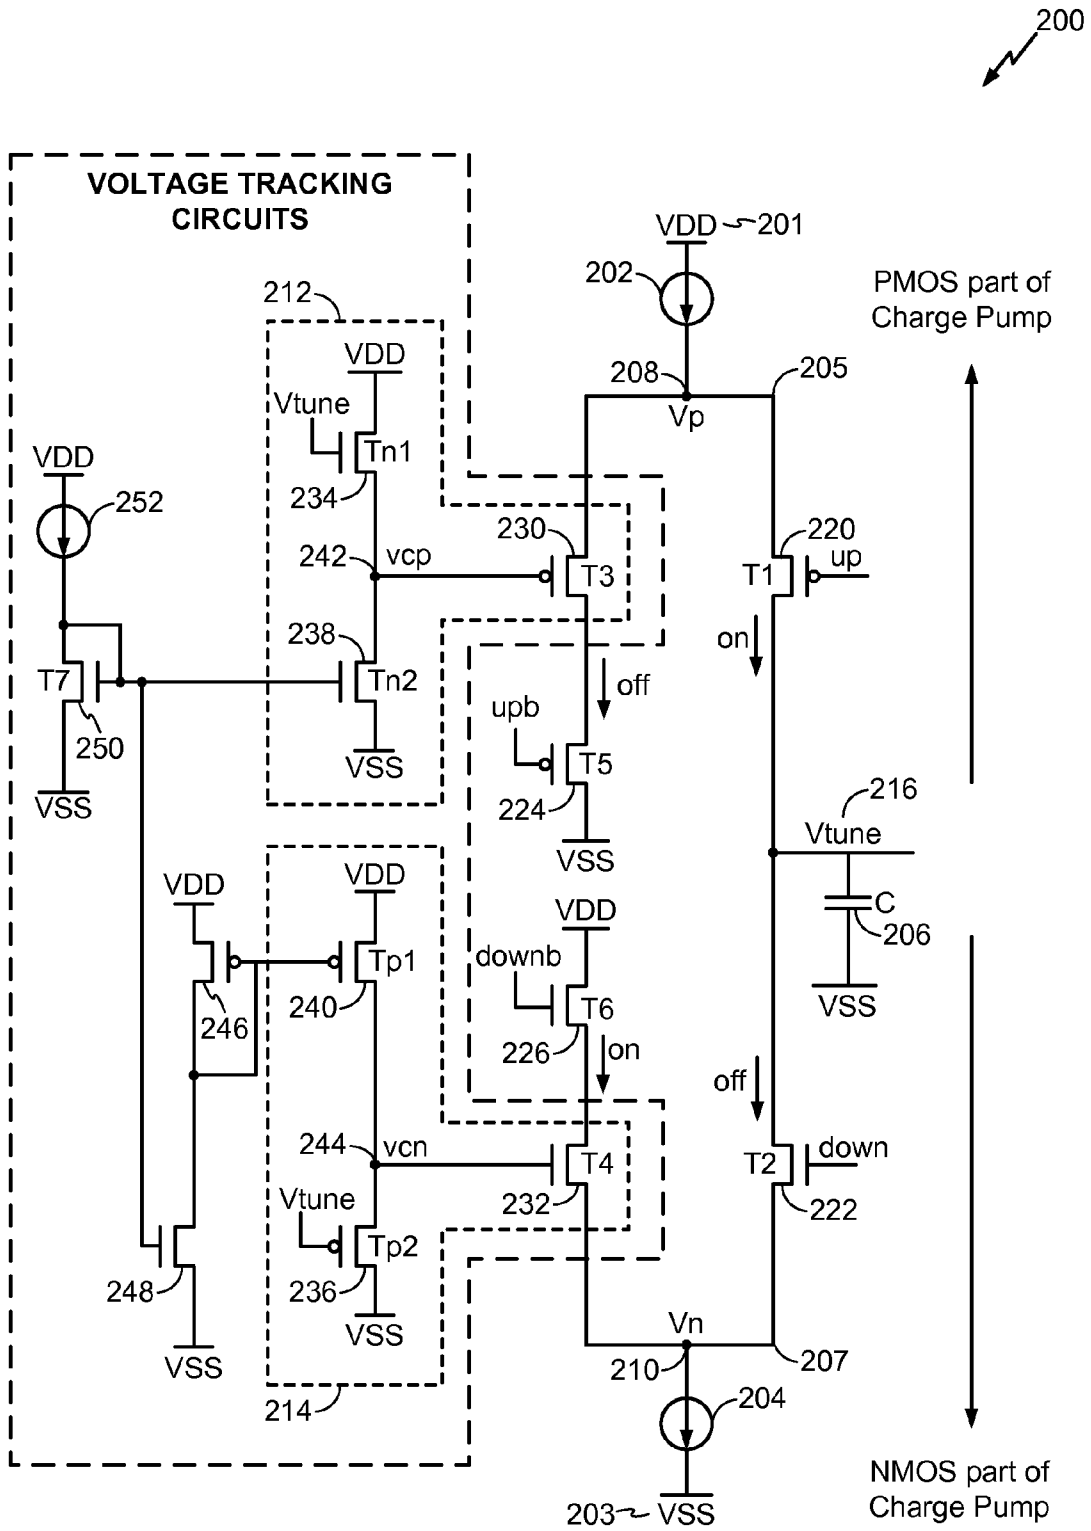 200
VOLTAGE TRACKING
CIRCUITS
VDD 201
202
PMOS part of
Charge Pump
212
VDD
208
205
Vtune
Vp
Tn1
VDD
234
252
230
220
242
vcp
up
T3
T1
238
on
T7
Tn2
off
upb
250
VSS
T5
216
VSS
224
Vtune
VSS
VDD
VDD
C
VDD
206
downb
Tp1
T6
240
VSS
246
226
on
off
244
vcn
down
T4
T2
Vtune
232
222
Tp2
248
236
VSS
Vn
VSS
210
207
214
204
NMOS part of
Charge Pump
203 VSS